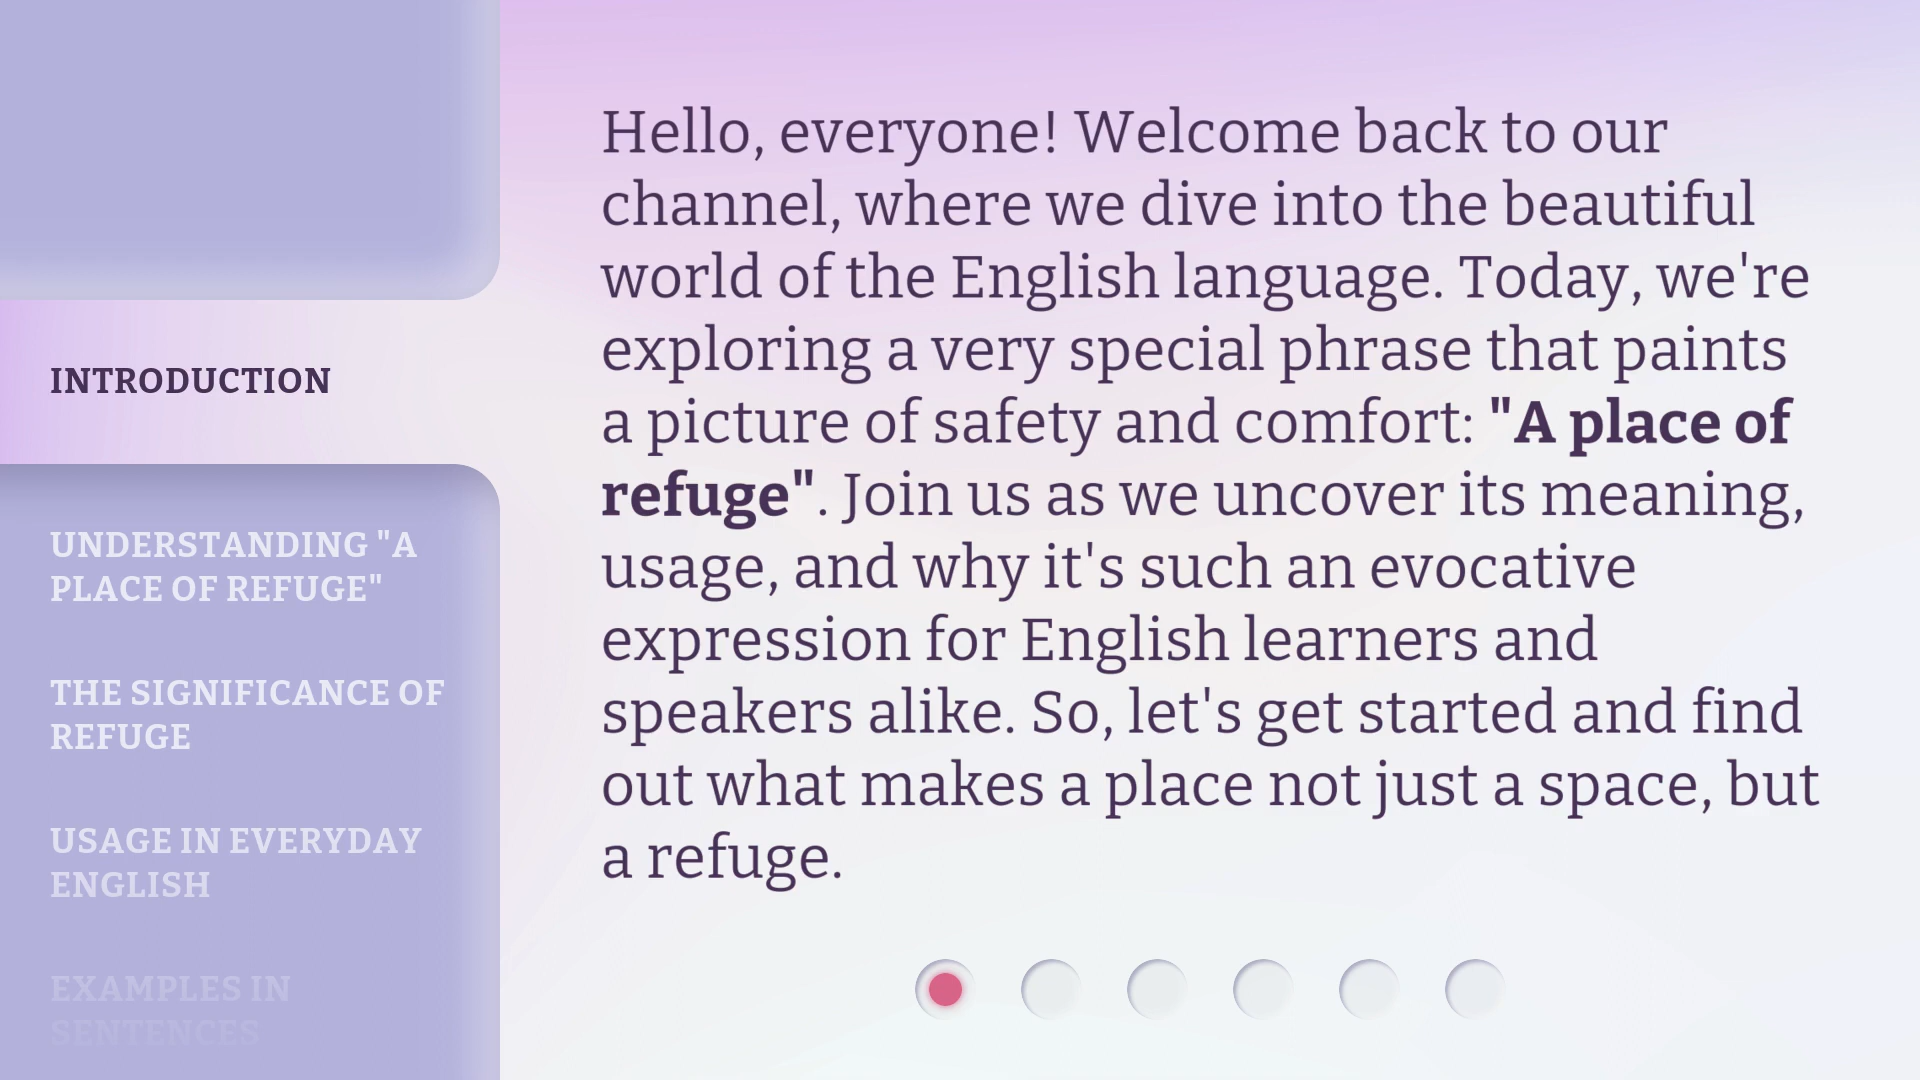 INTRODUCTION
UNDERSTANDING "A
PLACE OF REFUGE"
THE SIGNIFICANCE OF
REFUGE
USAGE IN EVERYDAY
ENGLISH
EXAMPLES IN
SENTENCES
Hello, everyone! Welcome back to our
channel, where we dive into the beautiful
world of the English language. Today, we're
exploring a very special phrase that paints
a picture of safety and comfort: "A place of
refuge". Join us as we uncover its meaning,
usage, and why it's such an evocative
expression for English learners and
speakers alike. So, let's get started and find
out what makes a place not just a space, but
a refuge.